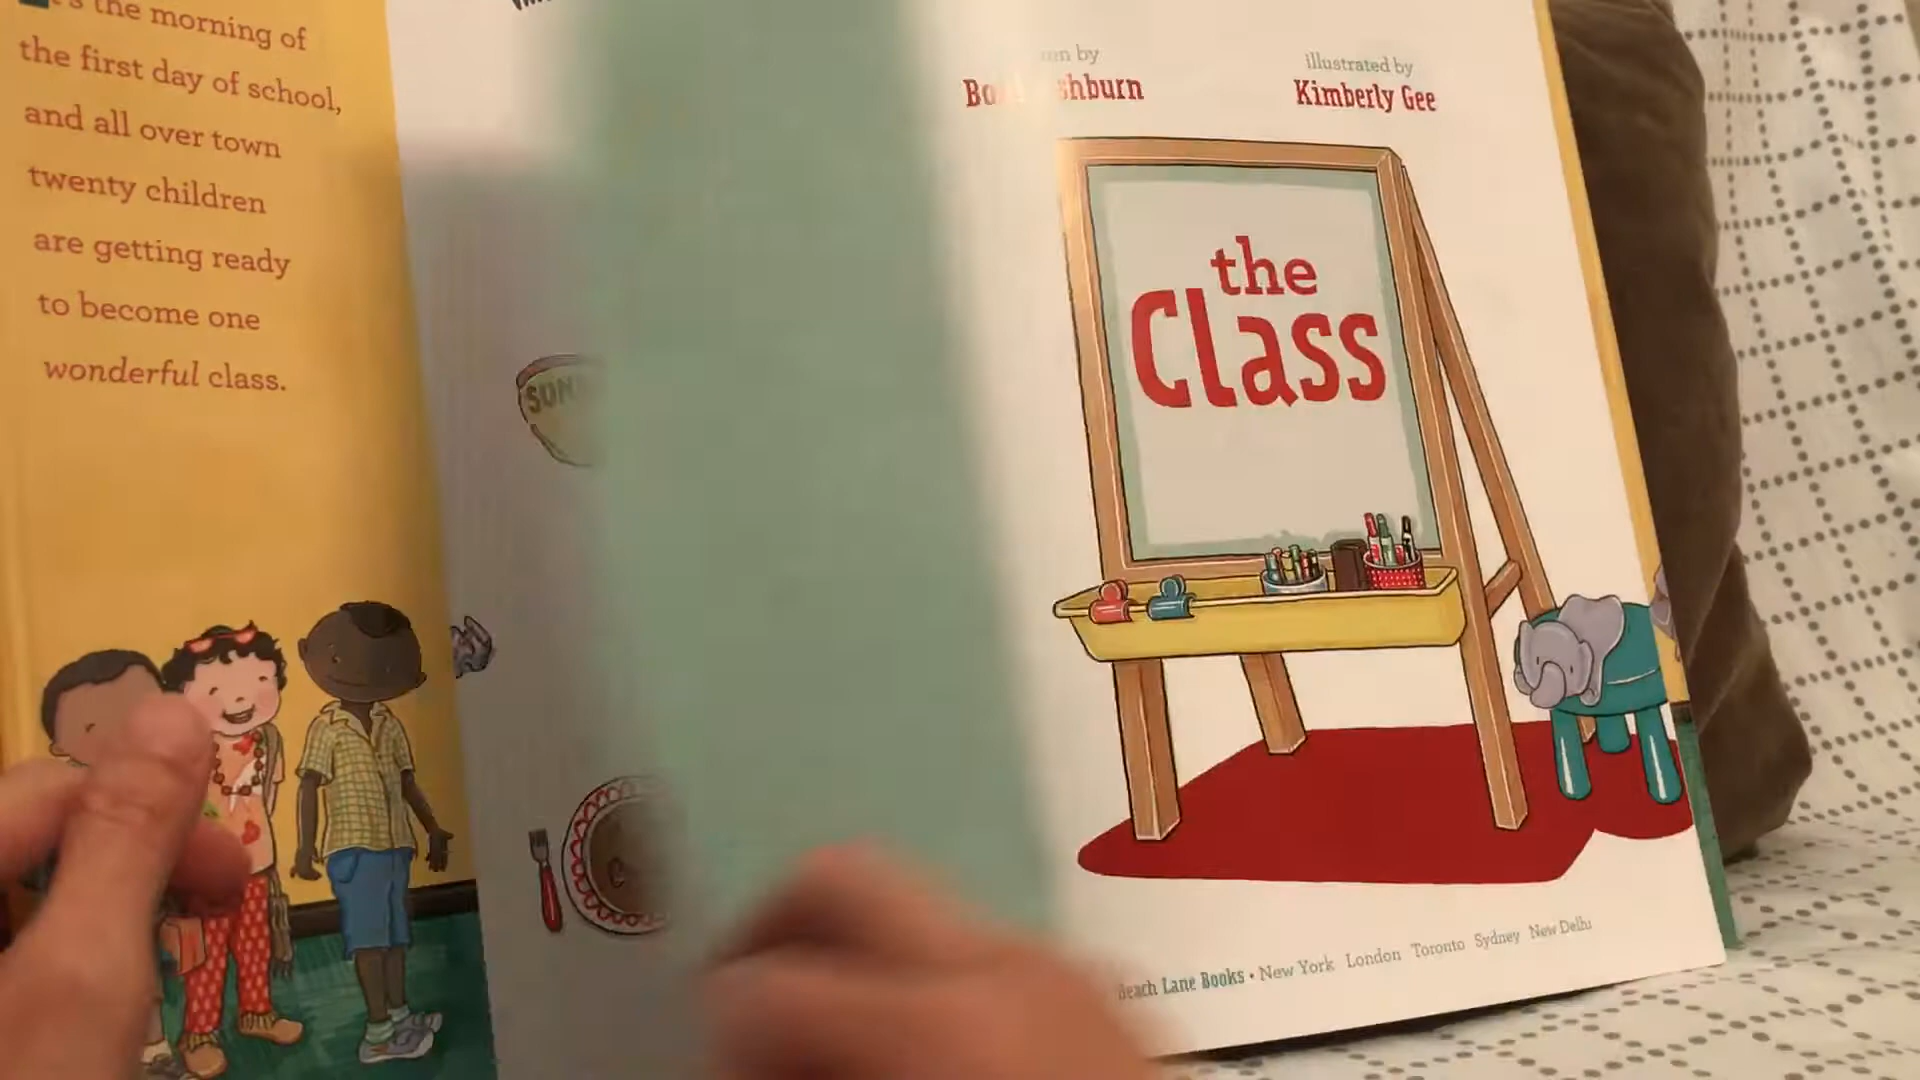 the morning of
the first day of school,
and all over town
twenty children
are getting ready
to become one
wonderful class.
by
illustrated by
Kimberly Gee
the
Class
Beach Lane Books • New York London Toronto Sydney New Delhi